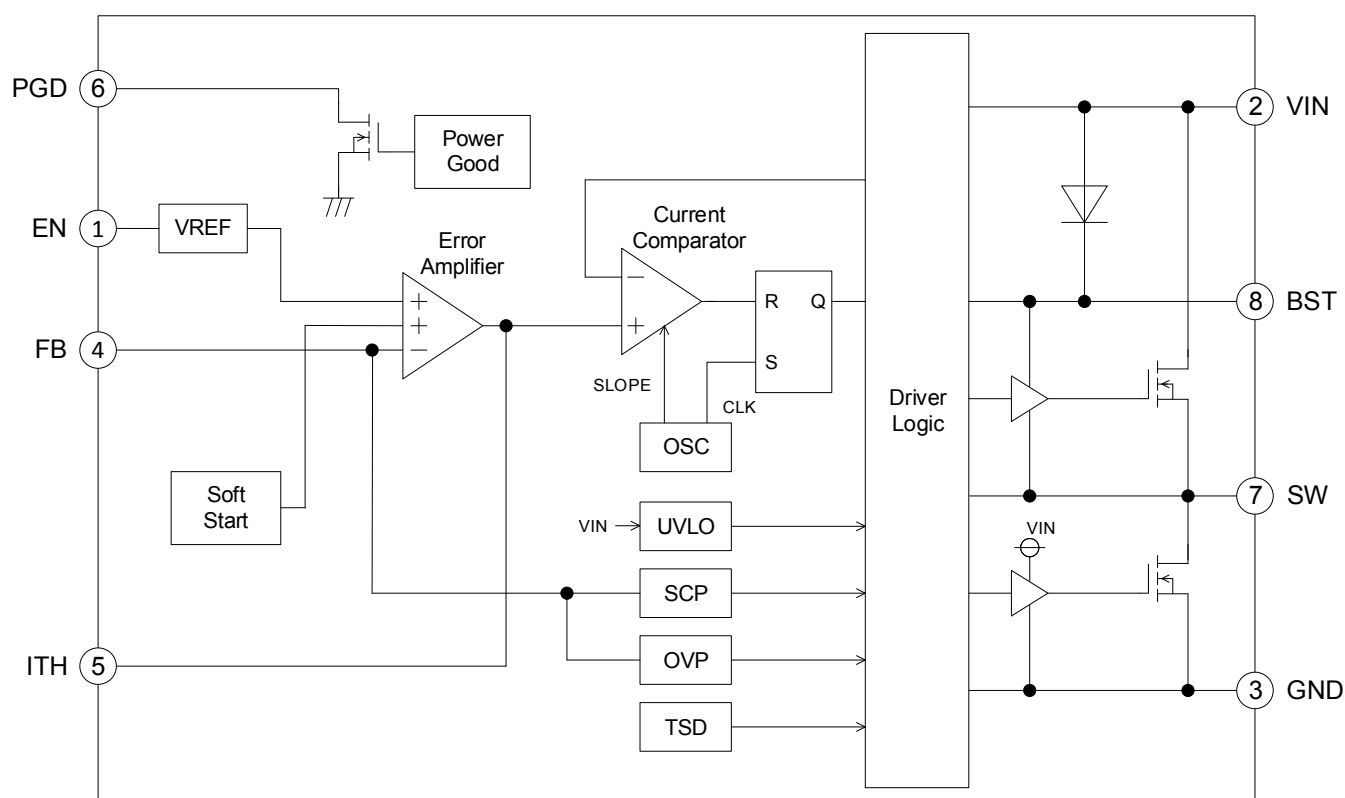 PGD 6
Power
Good
2 VIN
EN 1
VREF
Error
Amplifier
Current
Comparator
+
+
−
−
+
R Q
S
8 BST
FB 4
SLOPE
CLK
OSC
Driver
Logic
Soft
Start
7 SW
VIN
UVLO
VIN
SCP
OVP
ITH 5
3 GND
TSD